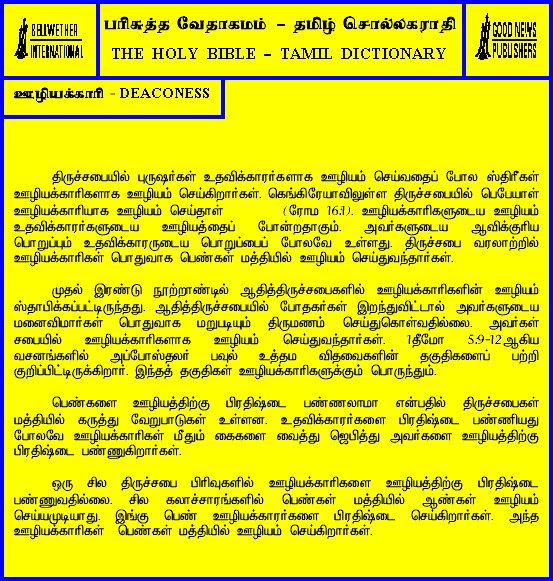 BELLWETHER
INTERNATIONAL
பரிசுத்த வேதாகமம் – தமிழ் சொல்லகராதி
THE HOLY BIBLE – TAMIL DICTIONARY
GOOD NEWS
PUBLISHERS
ஊழியக்காரி - DEACONESS
திருச்சபையில் புருஷர்கள் உதவிக்காரர்களாக ஊழியம் செய்வதைப் போல ஸ்திரீகள்
ஊழியக்காரிகளாக ஊழியம் செய்கிறார்கள். கெங்கிரேயாவிலுள்ள திருச்சபையில் பெபேயாள்
ஊழியக்காரியாக ஊழியம் செய்தாள் (ரோம 16:1). ஊழியக்காரிகளுடைய ஊழியம்
உதவிக்காரர்களுடைய ஊழியத்தைப் போன்றதாகும். அவர்களுடைய ஆவிக்குரிய
பொறுப்பும் உதவிக்காரருடைய பொறுப்பைப் போலவே உள்ளது. திருச்சபை வரலாற்றில்
ஊழியக்காரிகள் பொதுவாக பெண்கள் மத்தியில் ஊழியம் செய்துவந்தார்கள்.
முதல் இரண்டு நூற்றாண்டில் ஆதித்திருச்சபைகளில் ஊழியக்காரிகளின் ஊழியம்
ஸ்தாபிக்கப்பட்டிருந்தது. ஆதித்திருச்சபையில் போதகர்கள் இறந்துவிட்டால் அவர்களுடைய
மனைவிமார்கள் பொதுவாக மறுபடியும் திருமணம் செய்துகொள்வதில்லை. அவர்கள்
சபையில் ஊழியக்காரிகளாக ஊழியம் செய்துவந்தார்கள். 1தீமோ 5:9-12ஆகிய
வசனங்களில் அப்போஸ்தலர் பவுல் உத்தம விதவைகளின் தகுதிகளைப் பற்றி
குறிப்பிட்டிருக்கிறார். இந்தத் தகுதிகள் ஊழியக்காரிகளுக்கும் பொருந்தும்.
பெண்களை ஊழியத்திற்கு பிரதிஷ்டை பண்ணலாமா என்பதில் திருச்சபைகள்
மத்தியில் கருத்து வேறுபாடுகள் உள்ளன. உதவிக்காரர்களை பிரதிஷ்டை பண்ணியது
போலவே ஊழியக்காரிகள் மீதும் கைகளை வைத்து ஜெபித்து அவர்களை ஊழியத்திற்கு
பிரதிஷ்டை பண்ணுகிறார்கள்.
ஒரு சில திருச்சபை பிரிவுகளில் ஊழியக்காரிகளை ஊழியத்திற்கு பிரதிஷ்டை
பண்ணுவதில்லை. சில கலாச்சாரங்களில் பெண்கள் மத்தியில் ஆண்கள் ஊழியம்
செய்யமுடியாது. இங்கு பெண் ஊழியக்காரர்களை பிரதிஷ்டை செய்கிறார்கள். அந்த
ஊழியக்காரிகள் பெண்கள் மத்தியில் ஊழியம் செய்கிறார்கள்.